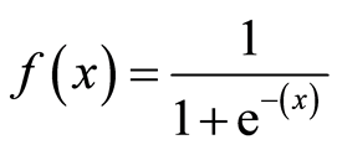 f(x) = 1 / (1 + e^{-(x)})